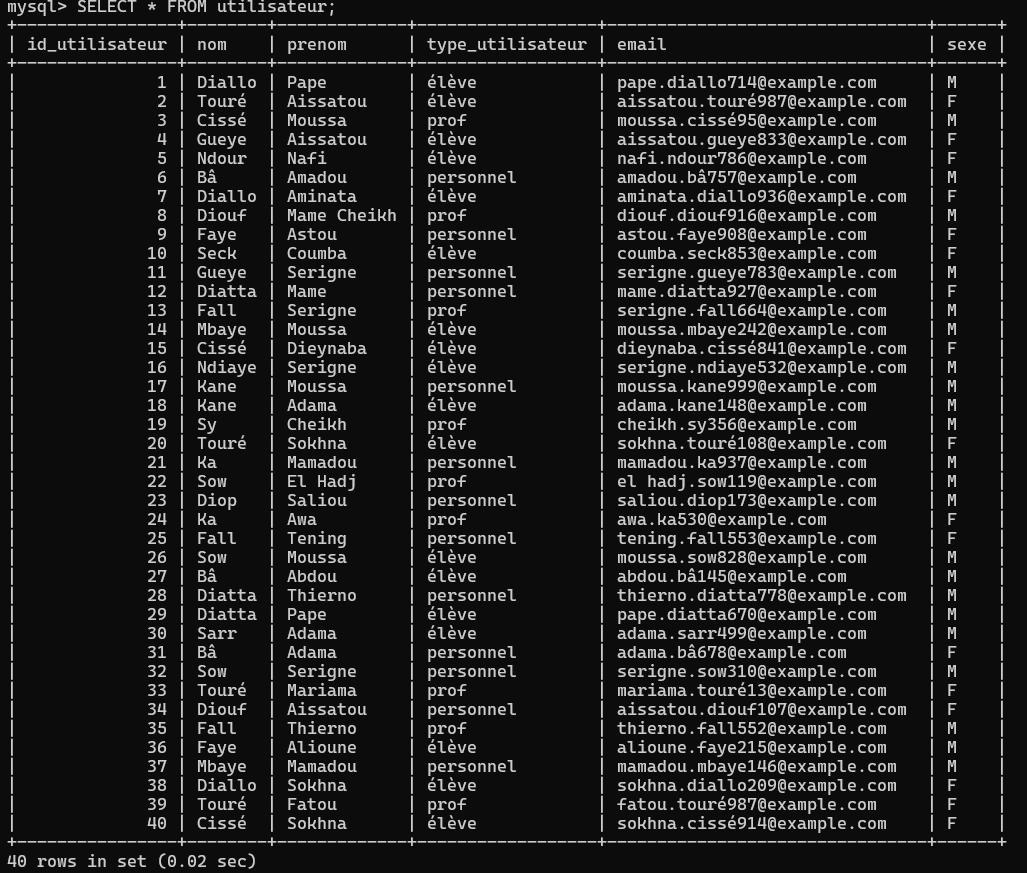 mysql> SELECT * FROM utilisateur;
+----------------+--------+-------------+------------------+--------------------------------+------+
| id_utilisateur | nom    | prenom      | type_utilisateur | email                          | sexe |
+----------------+--------+-------------+------------------+--------------------------------+------+
|              1 | Diallo | Pape        | élève            | pape.diallo714@example.com     | M    |
|              2 | Touré  | Aissatou    | élève            | aissatou.touré987@example.com  | F    |
|              3 | Cissé  | Moussa      | prof             | moussa.cissé95@example.com     | M    |
|              4 | Gueye  | Aissatou    | élève            | aissatou.gueye833@example.com  | F    |
|              5 | Ndour  | Nafi        | élève            | nafi.ndour786@example.com      | F    |
|              6 | Bâ     | Amadou      | personnel        | amadou.bâ757@example.com       | M    |
|              7 | Diallo | Aminata     | élève            | aminata.diallo936@example.com  | F    |
|              8 | Diouf  | Mame Cheikh | prof             | diouf.diouf916@example.com     | M    |
|              9 | Faye   | Astou       | personnel        | astou.faye908@example.com      | F    |
|             10 | Seck   | Coumba      | élève            | coumba.seck853@example.com     | F    |
|             11 | Gueye  | Serigne     | personnel        | serigne.gueye783@example.com   | M    |
|             12 | Diatta | Mame        | personnel        | mame.diatta927@example.com     | F    |
|             13 | Fall   | Serigne     | prof             | serigne.fall664@example.com    | M    |
|             14 | Mbaye  | Moussa      | élève            | moussa.mbaye242@example.com    | M    |
|             15 | Cissé  | Dieynaba    | élève            | dieynaba.cissé841@example.com  | F    |
|             16 | Ndiaye | Serigne     | élève            | serigne.ndiaye532@example.com  | M    |
|             17 | Kane   | Moussa      | personnel        | moussa.kane999@example.com     | M    |
|             18 | Kane   | Adama       | élève            | adama.kane148@example.com      | M    |
|             19 | Sy     | Cheikh      | prof             | cheikh.sy356@example.com       | M    |
|             20 | Touré  | Sokhna      | élève            | sokhna.touré108@example.com    | F    |
|             21 | Ka     | Mamadou     | personnel        | mamadou.ka937@example.com      | M    |
|             22 | Sow    | El Hadj     | prof             | el hadj.sow119@example.com     | M    |
|             23 | Diop   | Saliou      | personnel        | saliou.diop173@example.com     | M    |
|             24 | Ka     | Awa         | prof             | awa.ka530@example.com          | F    |
|             25 | Fall   | Tening      | personnel        | tening.fall553@example.com     | F    |
|             26 | Sow    | Moussa      | élève            | moussa.sow828@example.com      | M    |
|             27 | Bâ     | Abdou       | élève            | abdou.bâ145@example.com        | M    |
|             28 | Diatta | Thierno     | personnel        | thierno.diatta778@example.com  | M    |
|             29 | Diatta | Pape        | élève            | pape.diatta670@example.com     | M    |
|             30 | Sarr   | Adama       | élève            | adama.sarr499@example.com      | M    |
|             31 | Bâ     | Adama       | personnel        | adama.bâ678@example.com        | F    |
|             32 | Sow    | Serigne     | personnel        | serigne.sow310@example.com     | M    |
|             33 | Touré  | Mariama     | prof             | mariama.touré13@example.com    | F    |
|             34 | Diouf  | Aissatou    | personnel        | aissatou.diouf107@example.com  | F    |
|             35 | Fall   | Thierno     | prof             | thierno.fall552@example.com    | M    |
|             36 | Faye   | Alioune     | élève            | alioune.faye215@example.com    | M    |
|             37 | Mbaye  | Mamadou     | personnel        | mamadou.mbaye146@example.com   | M    |
|             38 | Diallo | Sokhna      | élève            | sokhna.diallo209@example.com   | F    |
|             39 | Touré  | Fatou       | prof             | fatou.touré987@example.com     | F    |
|             40 | Cissé  | Sokhna      | élève            | sokhna.cissé914@example.com    | F    |
+----------------+--------+-------------+------------------+--------------------------------+------+
40 rows in set (0.02 sec)